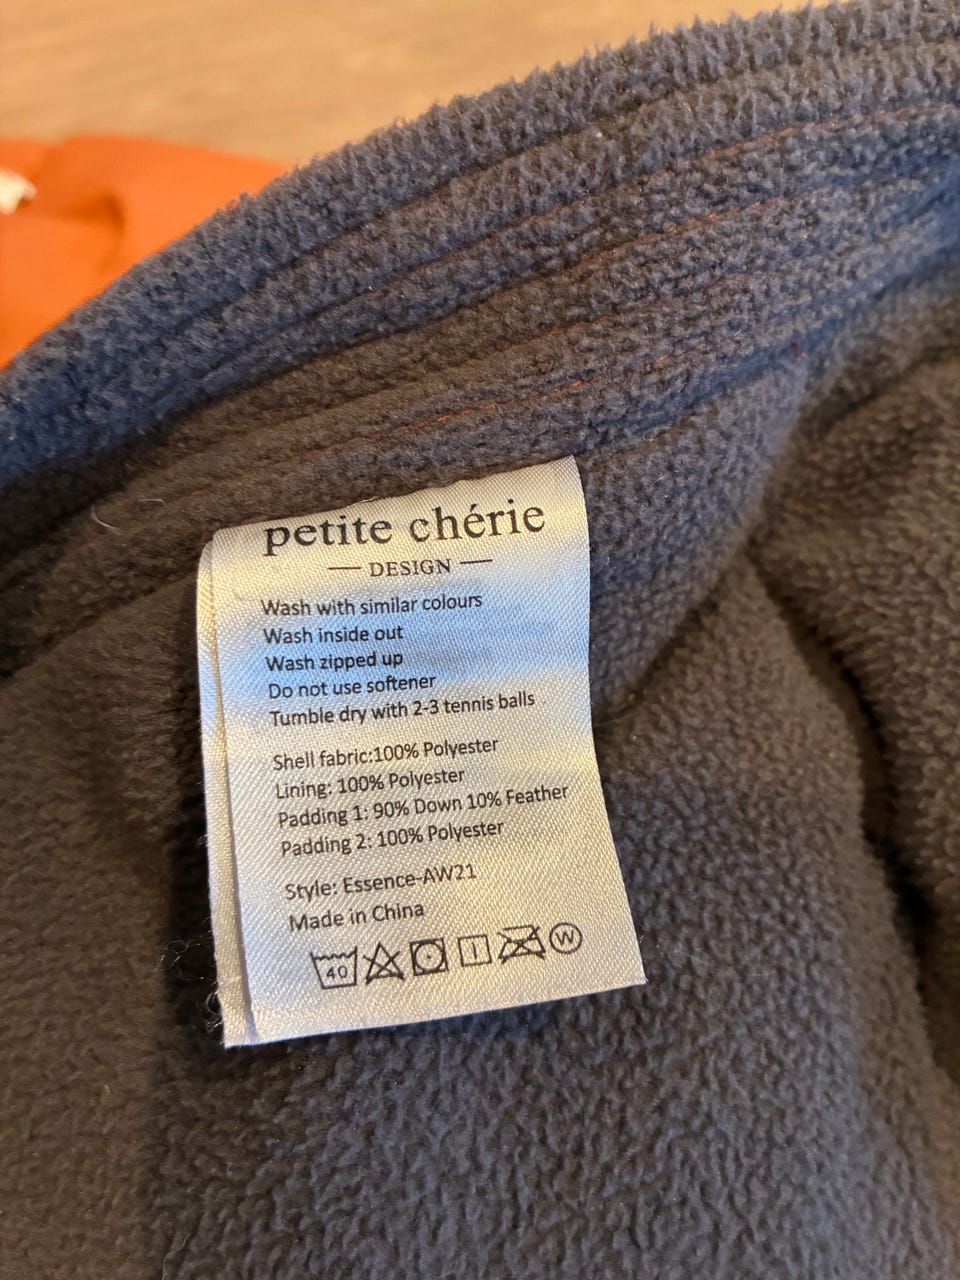 petite chérie
DESIGN
Wash with similar colours
Wash inside out
Wash zipped up
Do not use softener
Tumble dry with 2-3 tennis balls
Shell fabric:100% Polyester
Lining: 100% Polyester
Padding 1: 90% Down 10% Feather
Padding 2: 100% Polyester
Style: Essence-AW21
Made in China
40 W